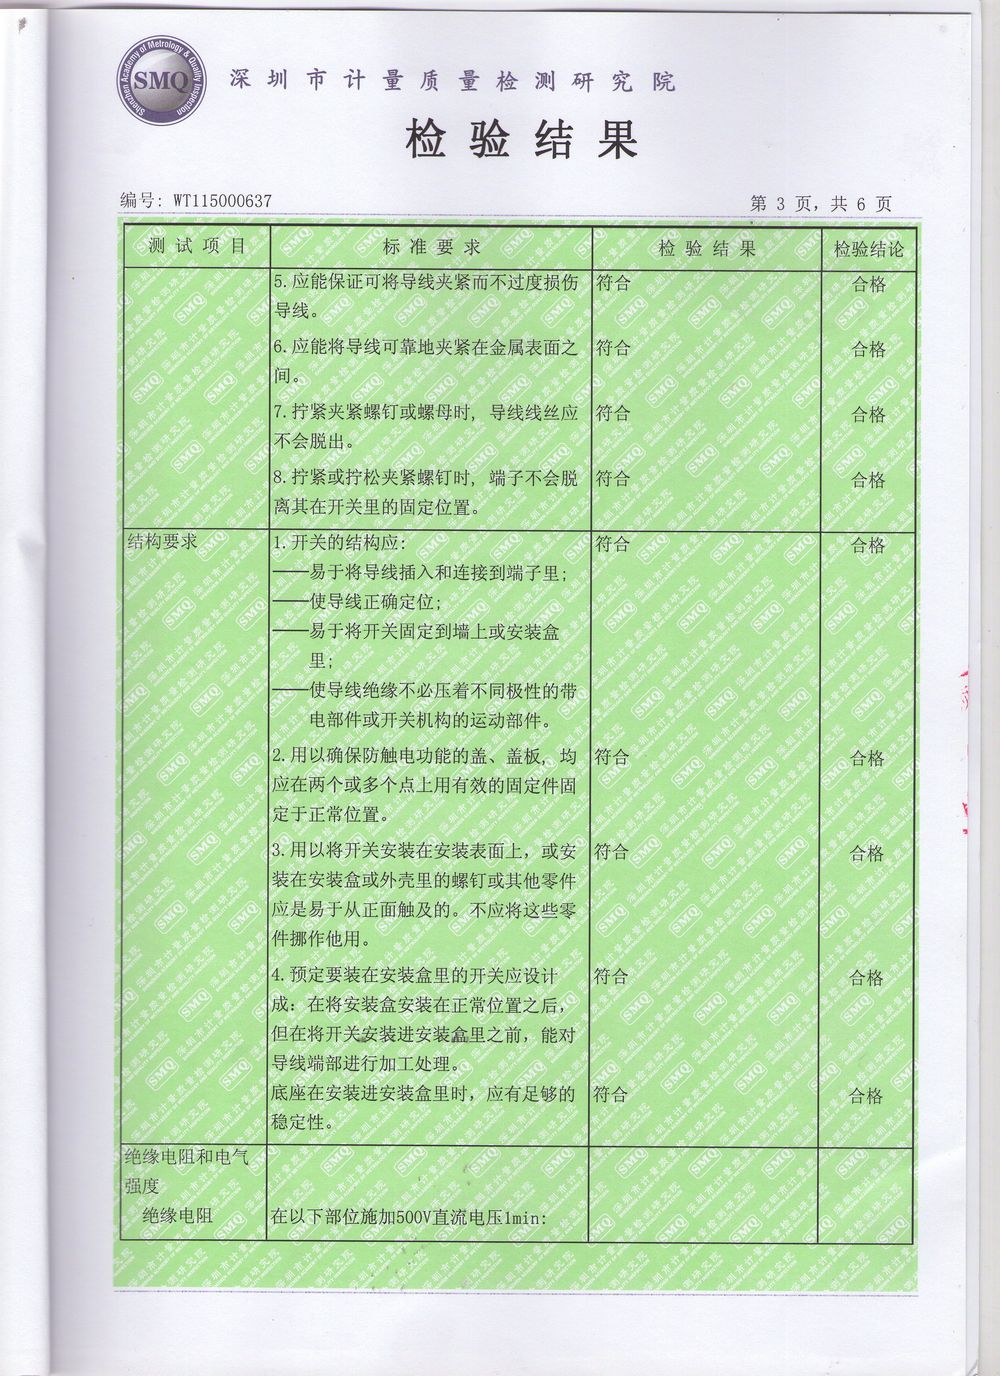 Shenzhen Academy of Metrology & Quality Inspection
SMQ
深圳市计量质量检测研究院
检验结果
编号: WT115000637
第 3 页，共 6 页
测试项目 标准要求 检验结果 检验结论
5.应能保证可将导线夹紧而不过度损伤 符合 合格
导线。
6.应能将导线可靠地夹紧在金属表面之 符合 合格
间。
7.拧紧夹紧螺钉或螺母时, 导线线丝应 符合 合格
不会脱出。
8.拧紧或拧松夹紧螺钉时, 端子不会脱 符合 合格
离其在开关里的固定位置。
结构要求 1.开关的结构应: 符合 合格
——易于将导线插入和连接到端子里;
——使导线正确定位;
——易于将开关固定到墙上或安装盒
里;
——使导线绝缘不必压着不同极性的带
电部件或开关机构的运动部件。
2.用以确保防触电功能的盖、盖板, 均 符合 合格
应在两个或多个点上用有效的固定件固
定于正常位置。
3.用以将开关安装在安装表面上，或安 符合 合格
装在安装盒或外壳里的螺钉或其他零件
应是易于从正面触及的。不应将这些零
件挪作他用。
4.预定要装在安装盒里的开关应设计 符合 合格
成: 在将安装盒安装在正常位置之后,
但在将开关安装进安装盒里之前，能对
导线端部进行加工处理。
底座在安装进安装盒里时，应有足够的 符合 合格
稳定性。
绝缘电阻和电气
强度
绝缘电阻 在以下部位施加500V直流电压1min: